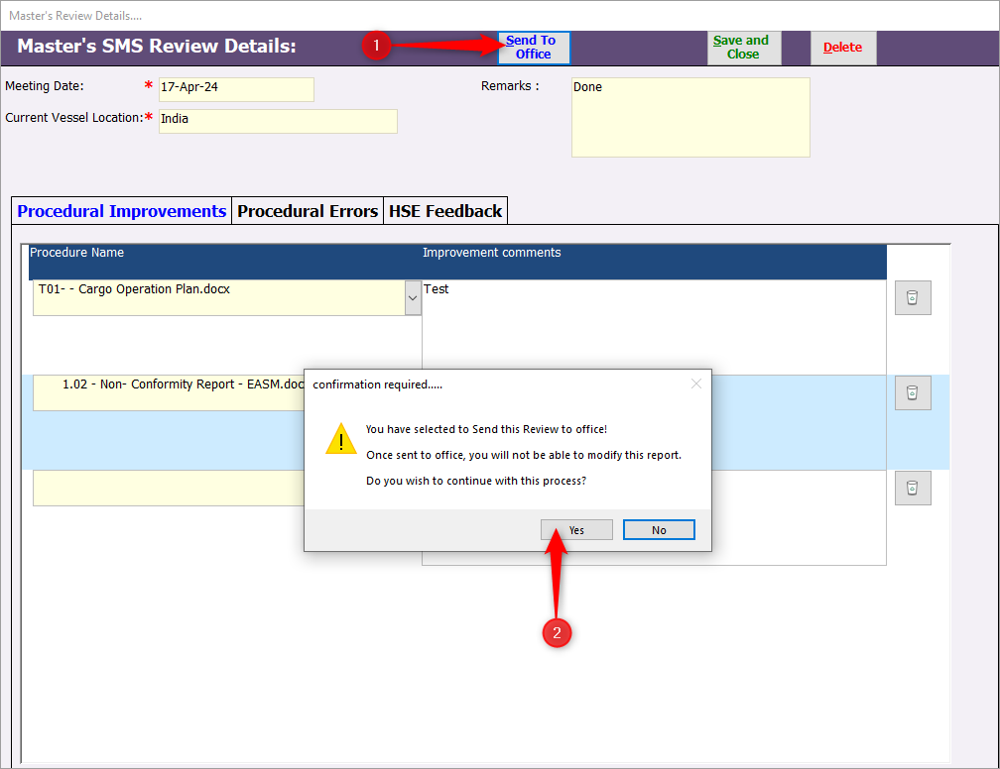 Master's Review Details....
Master's SMS Review Details:
1
Send To
Office
Save and
Close
Delete
Meeting Date:
*
17-Apr-24
Remarks :
Done
Current Vessel Location:*
India
Procedural Improvements
Procedural Errors
HSE Feedback
Procedure Name
Improvement comments
T01- - Cargo Operation Plan.docx
Test
1.02 - Non- Conformity Report - EASM.doc
confirmation required.....
You have selected to Send this Review to office!
Once sent to office, you will not be able to modify this report.
Do you wish to continue with this process?
Yes
No
2